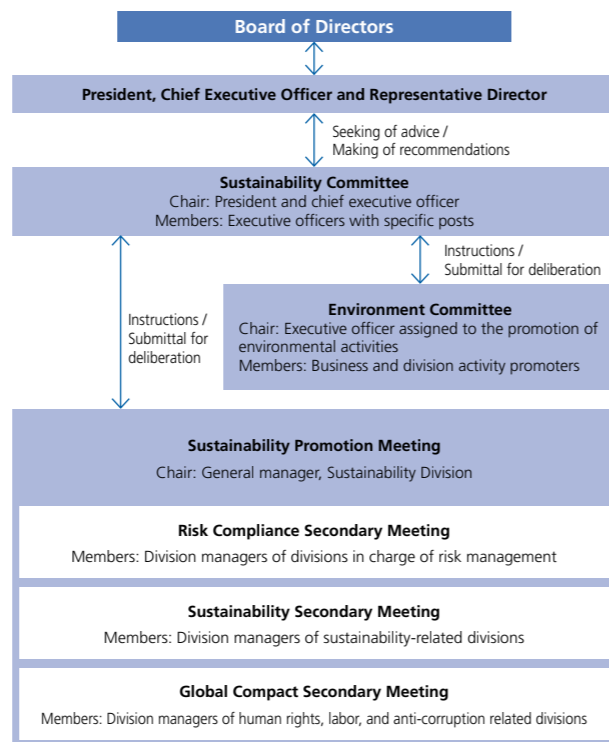 Board of Directors
President, Chief Executive Officer and Representative Director
Seeking of advice /
Making of recommendations
Sustainability Committee
Chair: President and chief executive officer
Members: Executive officers with specific posts
Instructions /
Submittal for deliberation
Environment Committee
Chair: Executive officer assigned to the promotion of
environmental activities
Members: Business and division activity promoters
Instructions /
Submittal for
deliberation
Sustainability Promotion Meeting
Chair: General manager, Sustainability Division
Risk Compliance Secondary Meeting
Members: Division managers of divisions in charge of risk management
Sustainability Secondary Meeting
Members: Division managers of sustainability-related divisions
Global Compact Secondary Meeting
Members: Division managers of human rights, labor, and anti-corruption related divisions